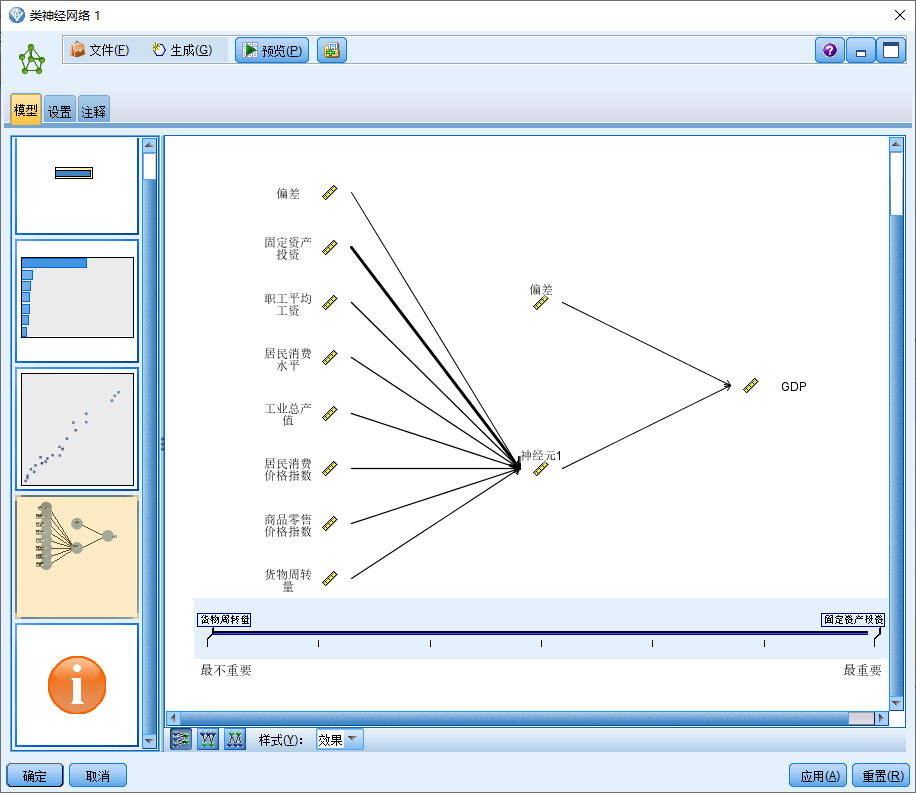 类神经网络 1
文件(F) 生成(G) 预览(P)
模型 设置 注释
偏差
固定资产
投资
职工平均
工资
居民消费
水平
工业总产
值
居民消费
价格指数
商品零售
价格指数
货物周转
量
偏差
神经元1
GDP
货物周转量 固定资产投资
最不重要 最重要
样式(Y): 效果
确定 取消 应用(A) 重置(R)